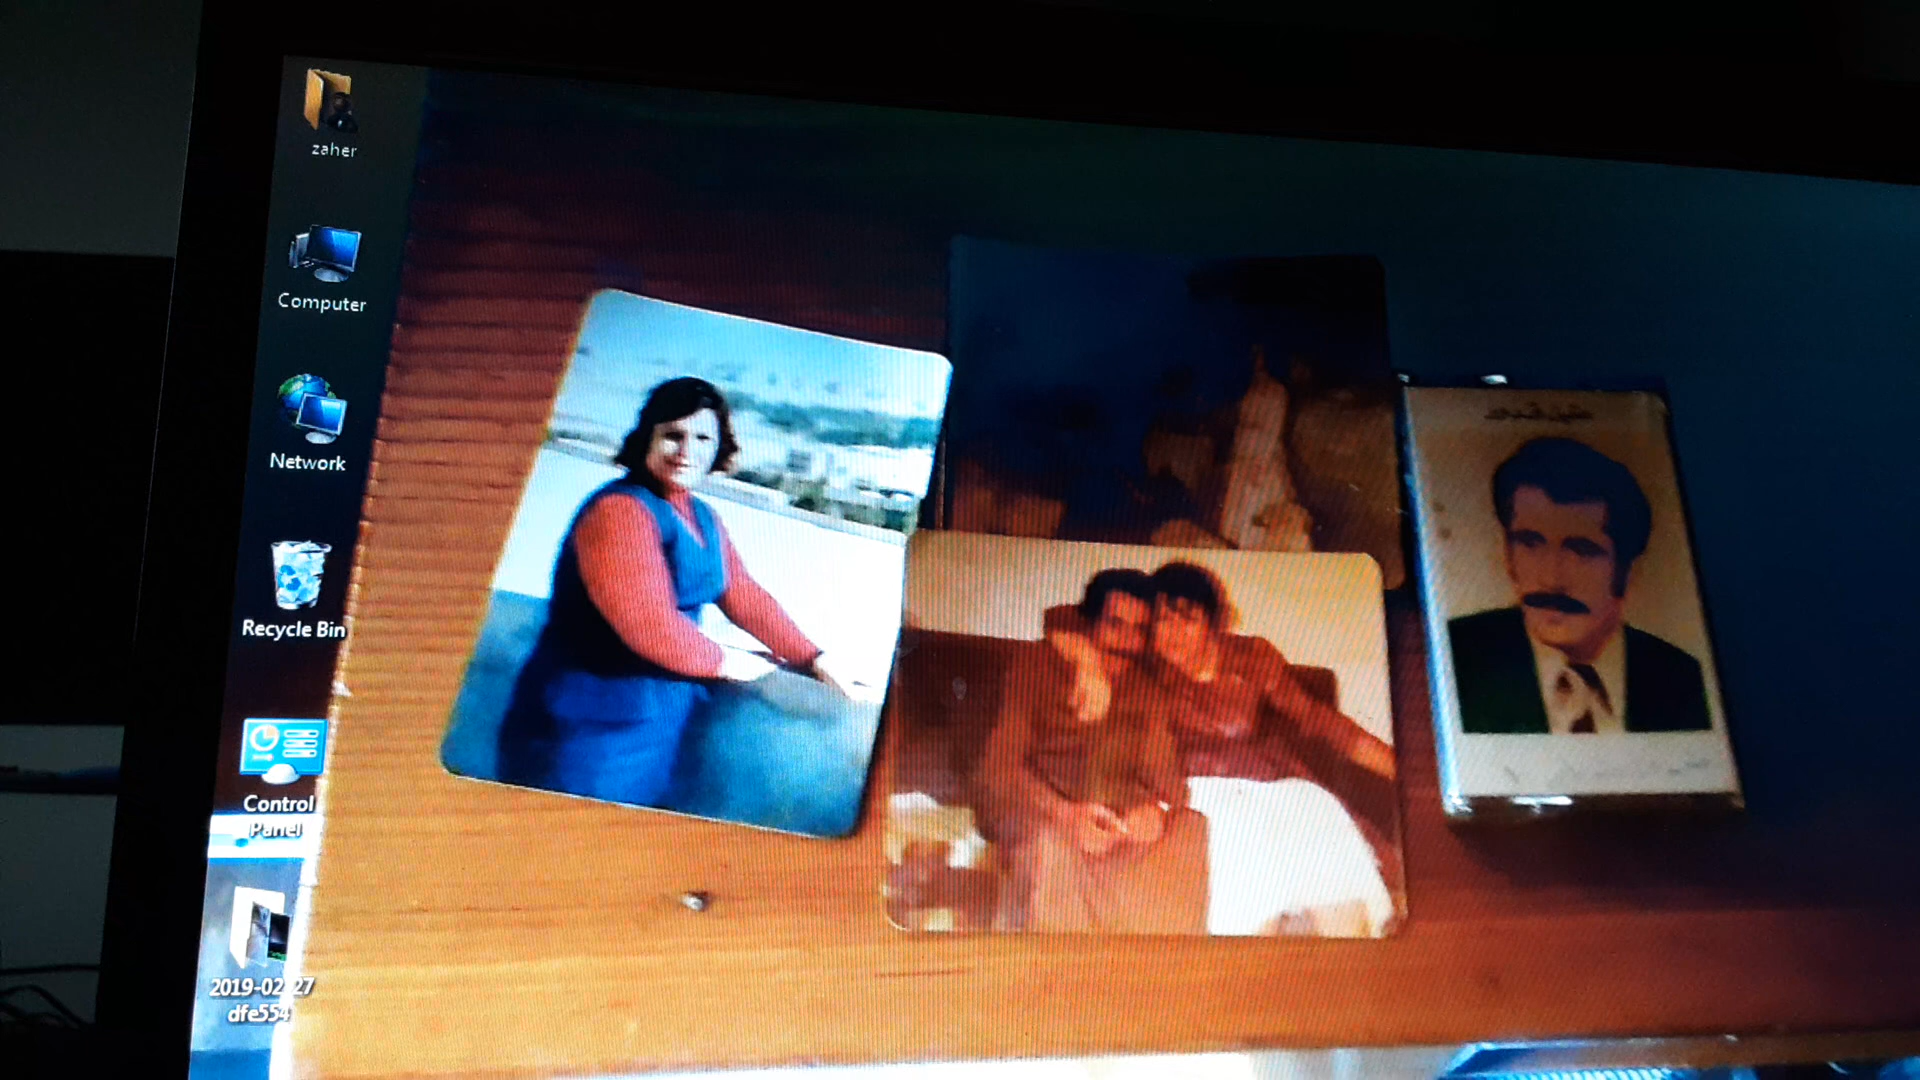 zaher
Computer
Network
Recycle Bin
Control
Panel
2019-02-27
dfe554